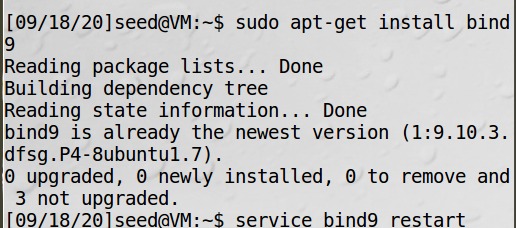 [09/18/20]seed@VM:~$ sudo apt-get install bind
9
Reading package lists... Done
Building dependency tree
Reading state information... Done
bind9 is already the newest version (1:9.10.3.
dfsg.P4-8ubuntu1.7).
0 upgraded, 0 newly installed, 0 to remove and
 3 not upgraded.
[09/18/20]seed@VM:~$ service bind9 restart